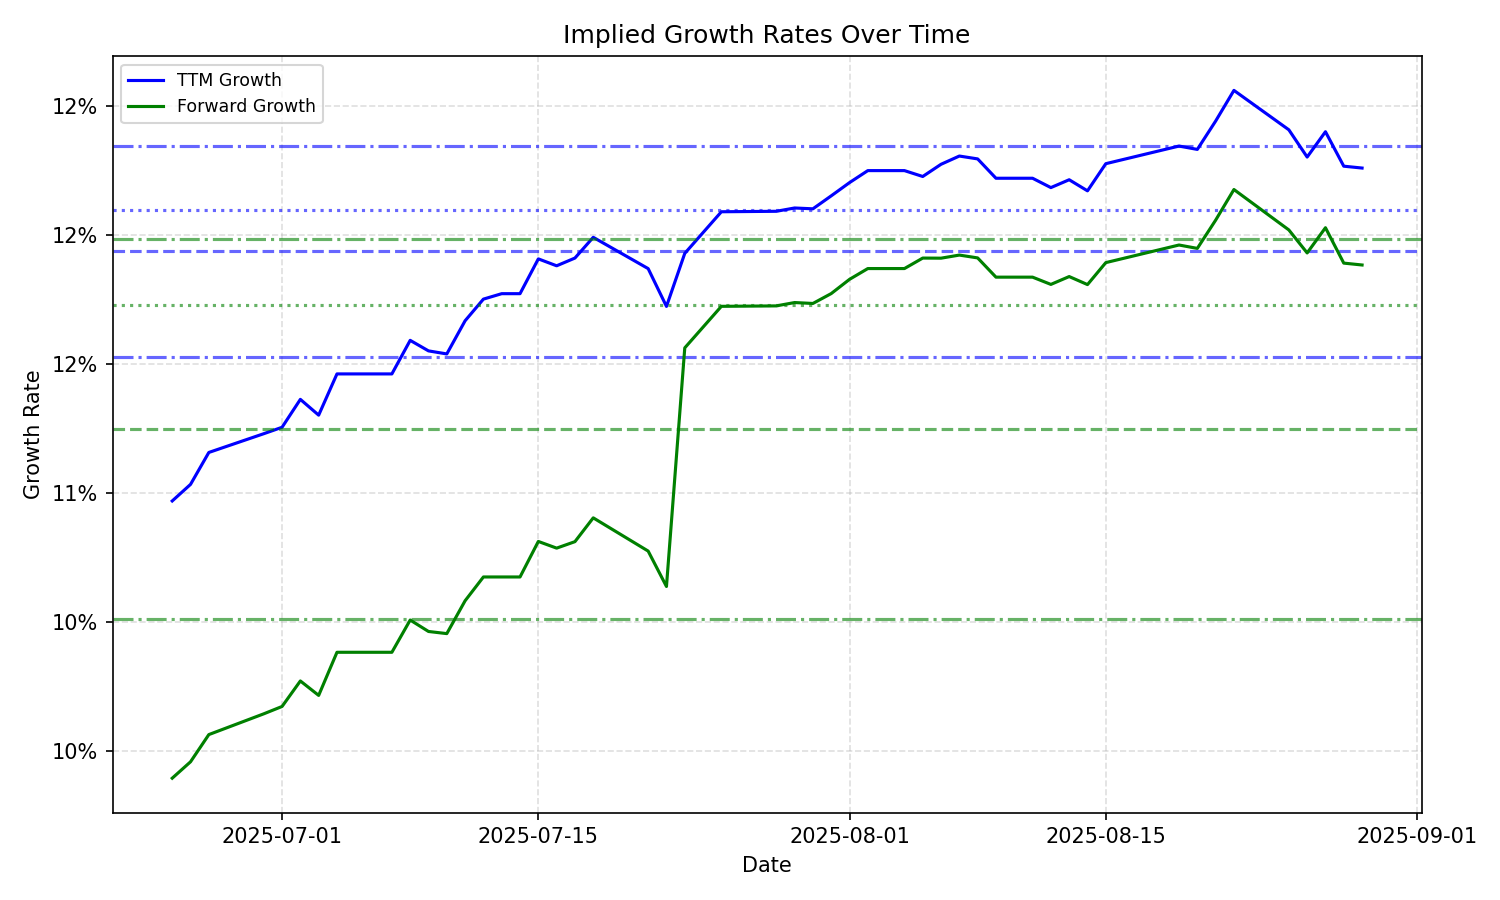 Implied Growth Rates Over Time
TTM Growth
Forward Growth
12%
12%
12%
11%
10%
10%
Growth Rate
2025-07-01
2025-07-15
2025-08-01
2025-08-15
2025-09-01
Date